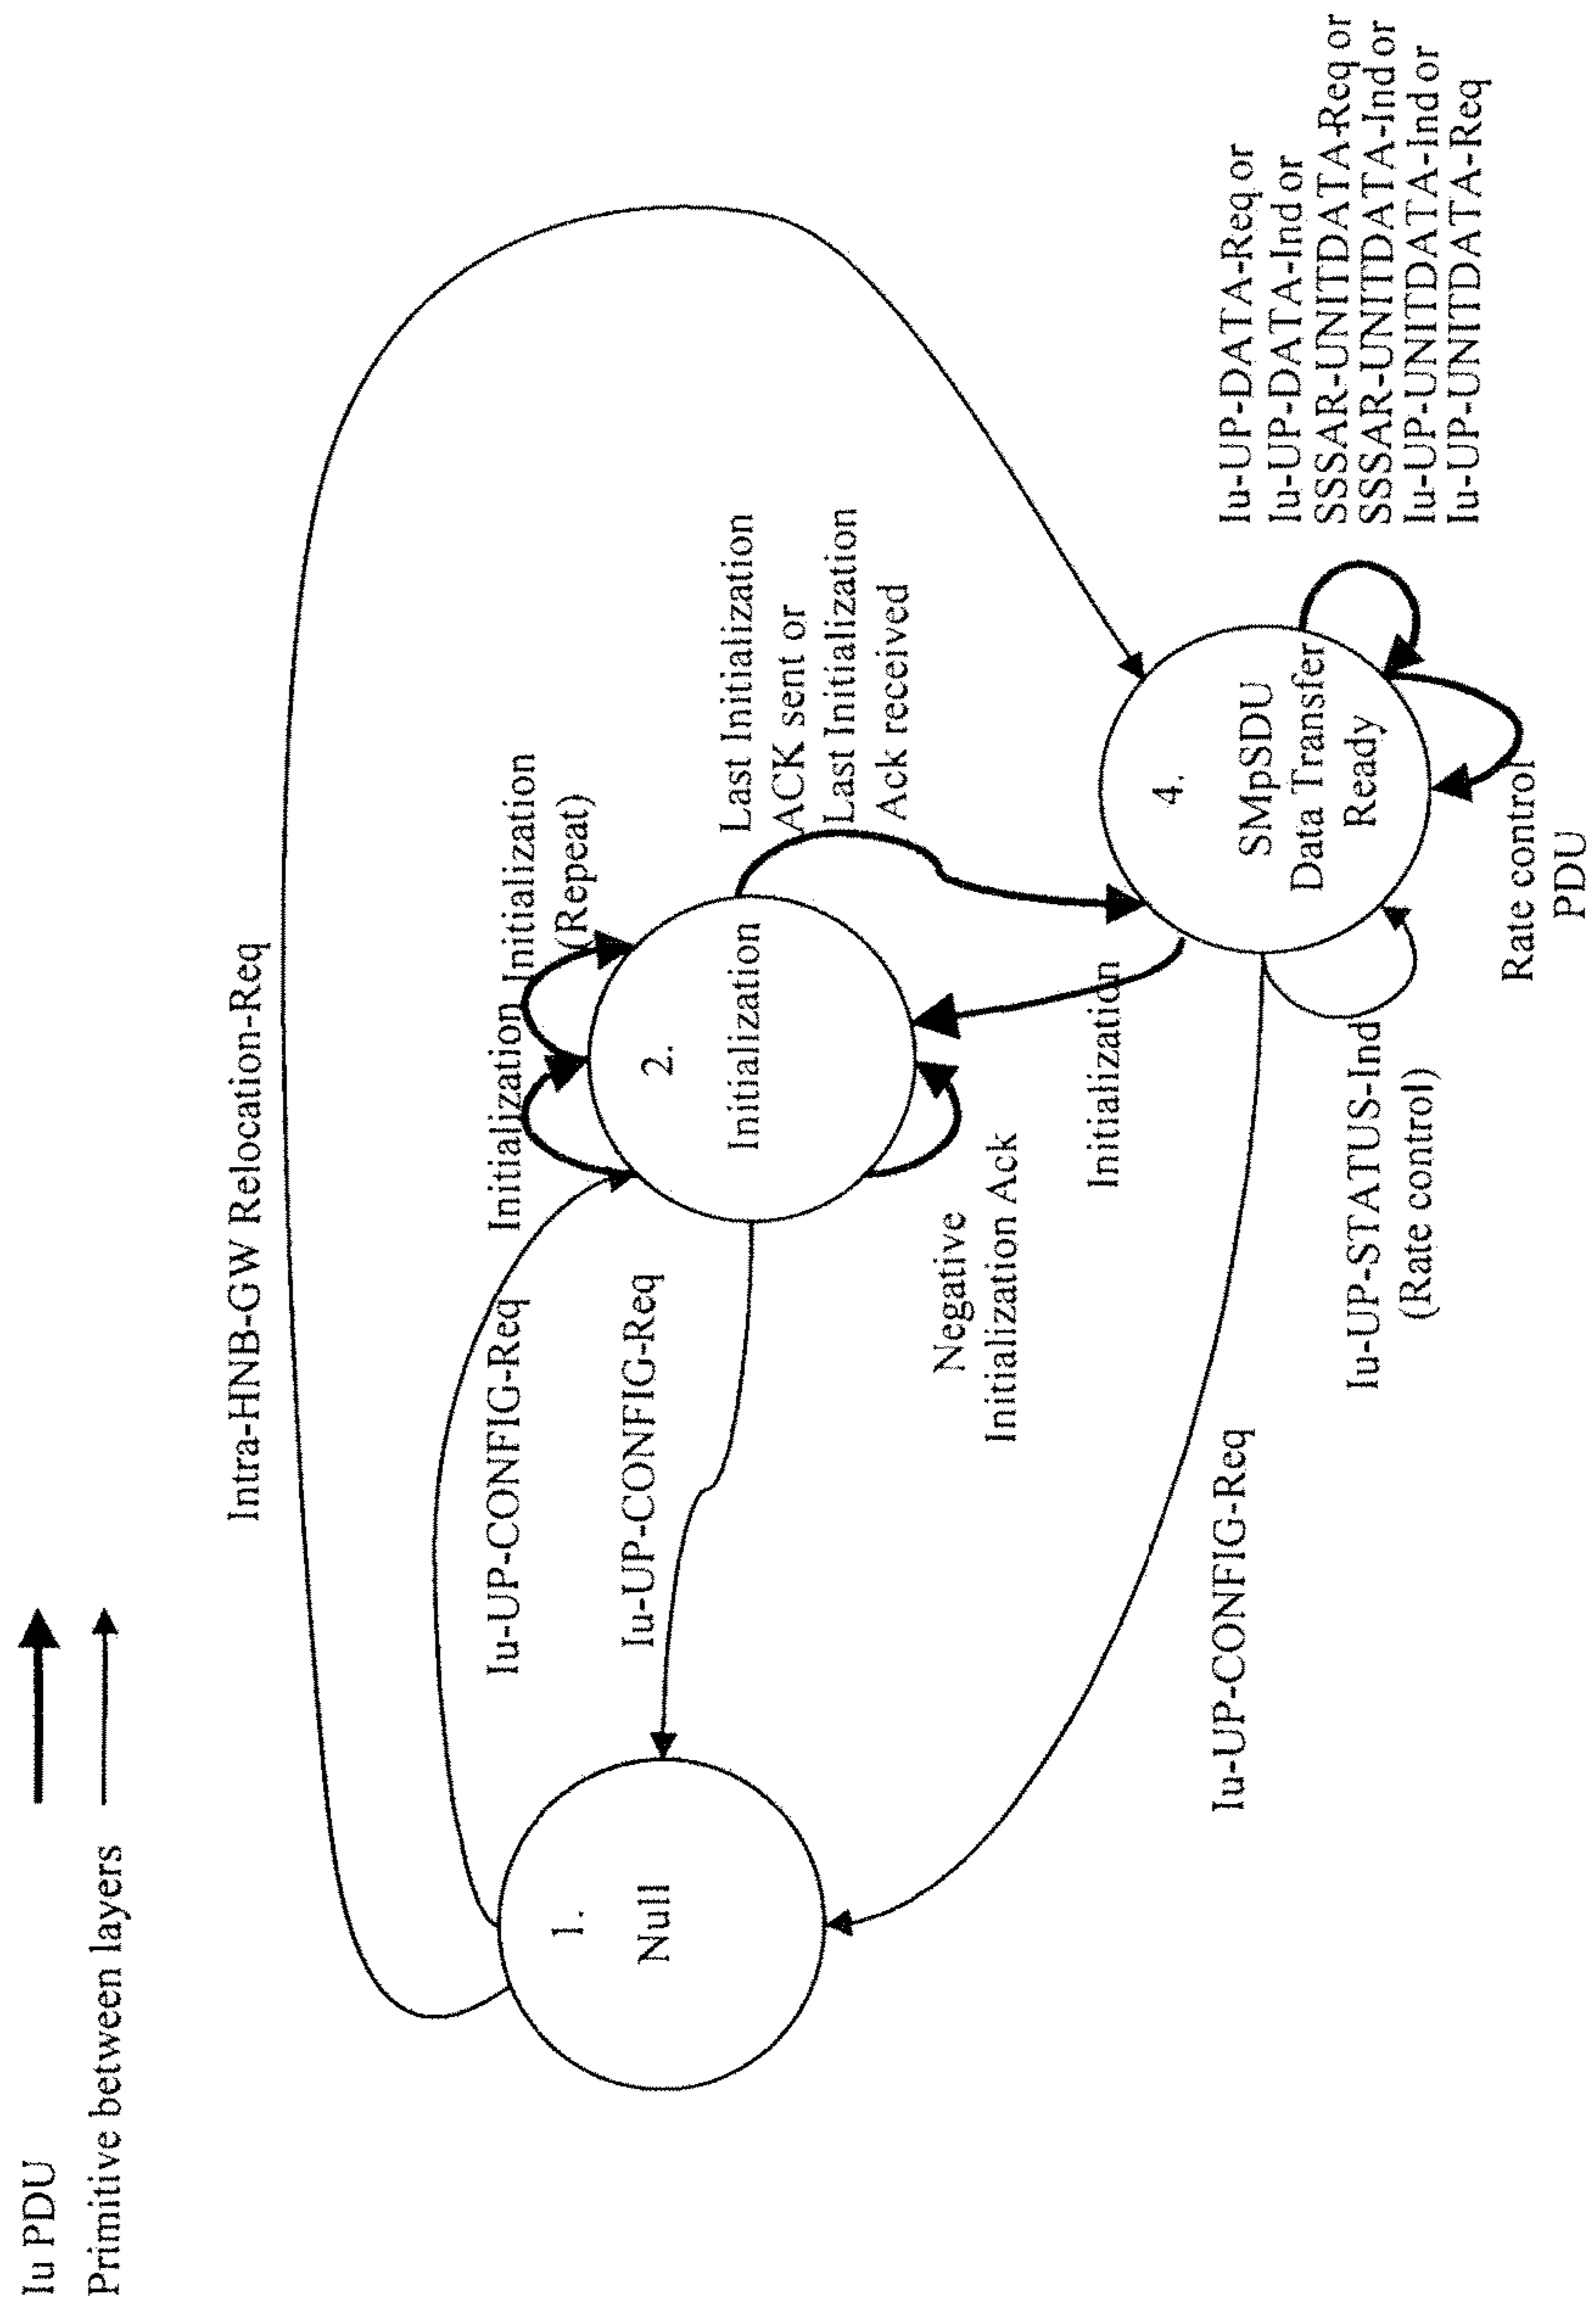 Iu PDU
Primitive between layers
Intra-HNB-GW Relocation-Req
Initialization
Initialization
(Repeat)
Iu-UP-CONFIG-Req
Iu-UP-CONFIG-Req
1.
Null
2.
Initialization
Last Initialization
ACK sent or
Last Initialization
Ack received
Negative
Initialization Ack
Initialization
4.
SMpSDU
Data Transfer
Ready
Iu-UP-CONFIG-Req
Iu-UP-STATUS-Ind
(Rate control)
Rate control
PDU
Iu-UP-DATA-Req or
Iu-UP-DATA-Ind or
SSSAR-UNITDATA-Req or
SSSAR-UNITDATA-Ind or
Iu-UP-UNITDATA-Ind or
Iu-UP-UNITDATA-Req